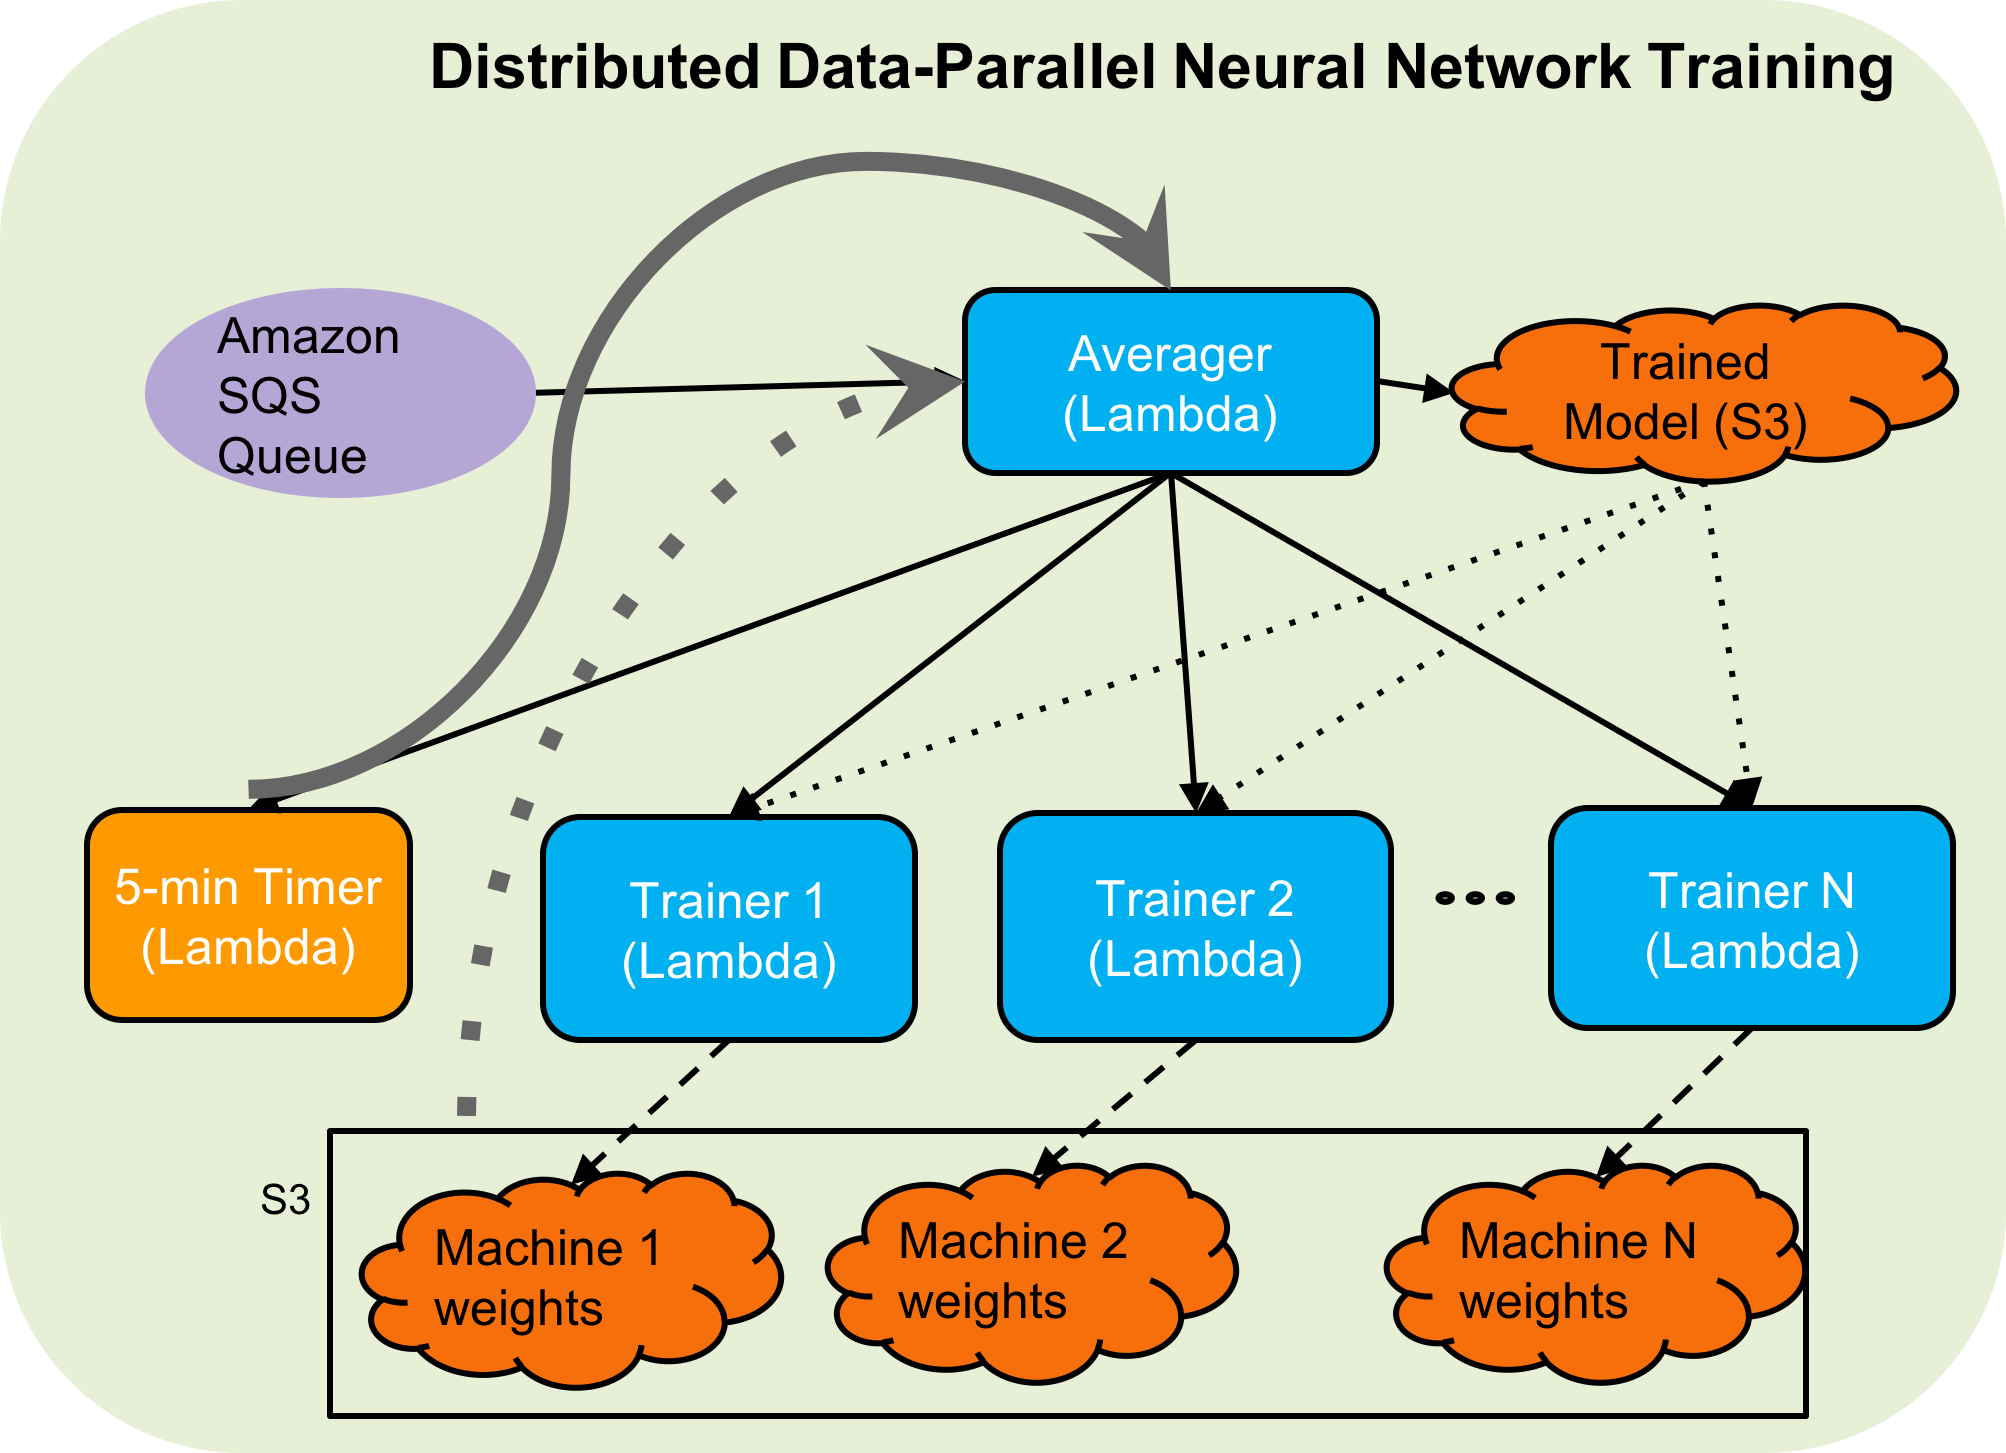 Distributed Data-Parallel Neural Network Training
Amazon
SQS
Queue
Averager
(Lambda)
Trained
Model (S3)
5-min Timer
(Lambda)
Trainer 1
(Lambda)
Trainer 2
(Lambda)
Trainer N
(Lambda)
S3
Machine 1
weights
Machine 2
weights
Machine N
weights